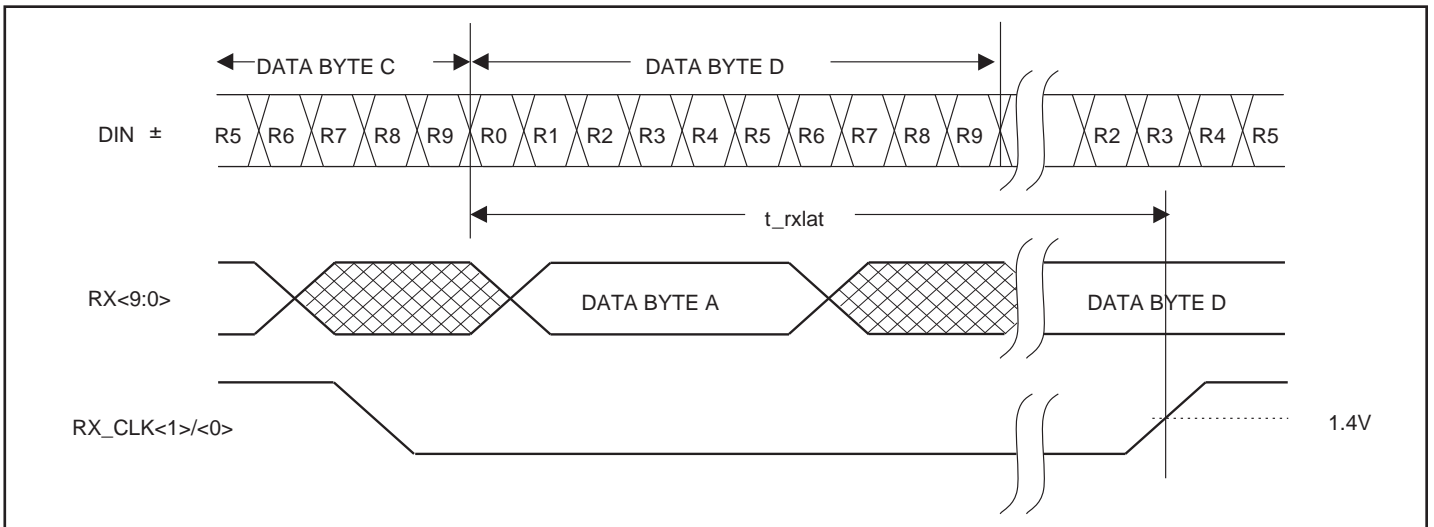 DATA BYTE C DATA BYTE D
DIN ± R5 R6 R7 R8 R9 R0 R1 R2 R3 R4 R5 R6 R7 R8 R9 R2 R3 R4 R5
t_rxlat
RX<9:0> DATA BYTE A DATA BYTE D
RX_CLK<1>/<0> 1.4V